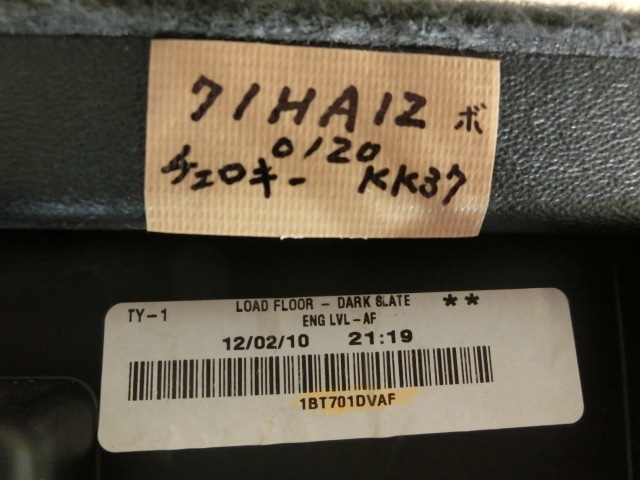 71HA12 ボ
0120
チェロキー KK37
TY-1 LOAD FLOOR - DARK SLATE **
ENG LVL-AF
12/02/10 21:19
1BT701DVAF